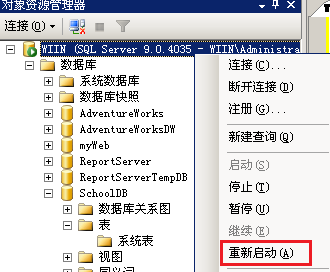 对象资源管理器
连接(O)
WIIN (SQL Server 9.0.4035 - WIIN\Administra
数据库
系统数据库
数据库快照
AdventureWorks
AdventureWorksDW
myWeb
ReportServer
ReportServerTempDB
SchoolDB
数据库关系图
表
系统表
视图
同义词
连接(C)...
断开连接(D)
注册(G)...
新建查询(Q)
启动(S)
停止(T)
暂停(U)
继续(E)
重新启动(A)